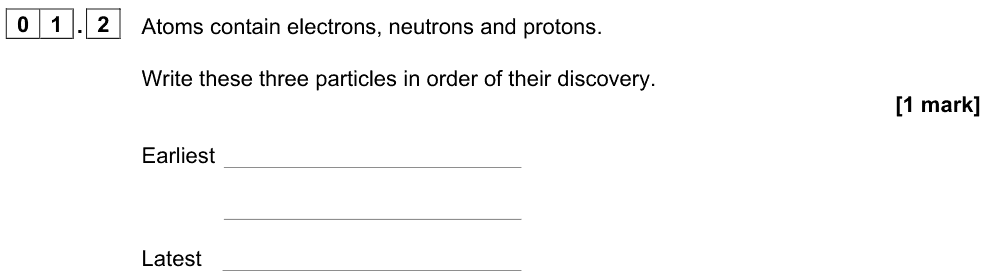 0 1 . 2 Atoms contain electrons, neutrons and protons.
Write these three particles in order of their discovery.
[1 mark]
Earliest
Latest